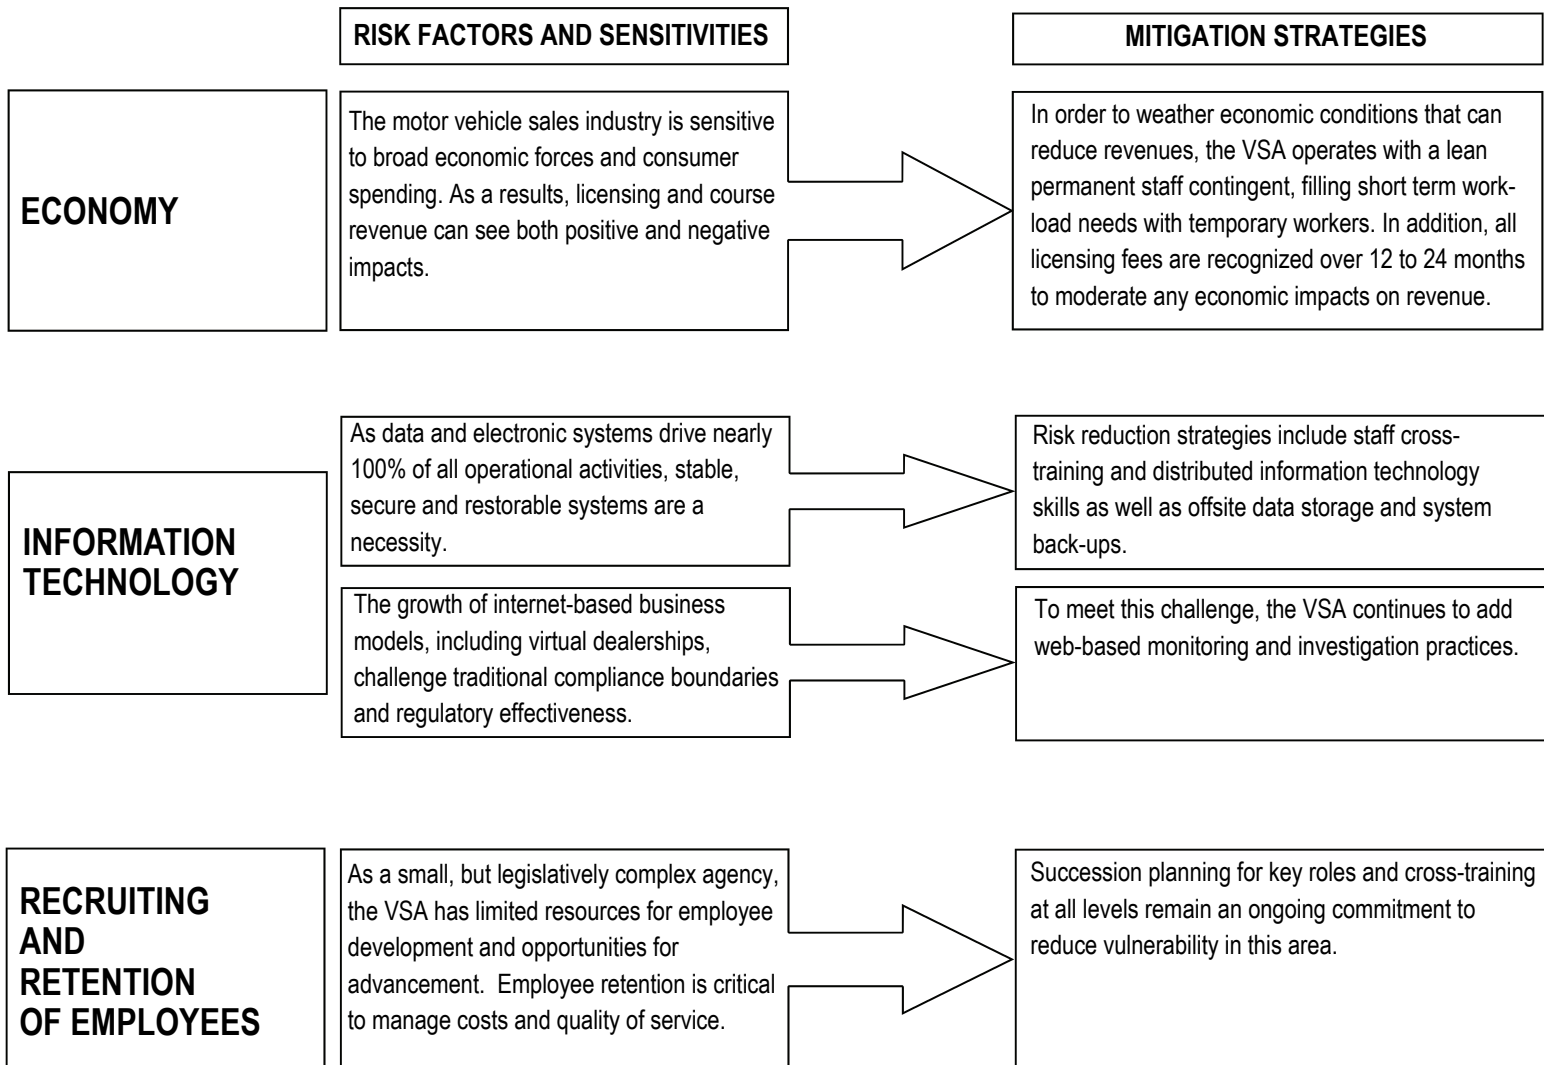 RISK FACTORS AND SENSITIVITIES
MITIGATION STRATEGIES
ECONOMY
The motor vehicle sales industry is sensitive
to broad economic forces and consumer
spending. As a results, licensing and course
revenue can see both positive and negative
impacts.
In order to weather economic conditions that can
reduce revenues, the VSA operates with a lean
permanent staff contingent, filling short term work-
load needs with temporary workers. In addition, all
licensing fees are recognized over 12 to 24 months
to moderate any economic impacts on revenue.
INFORMATION
TECHNOLOGY
As data and electronic systems drive nearly
100% of all operational activities, stable,
secure and restorable systems are a
necessity.
Risk reduction strategies include staff cross-
training and distributed information technology
skills as well as offsite data storage and system
back-ups.
The growth of internet-based business
models, including virtual dealerships,
challenge traditional compliance boundaries
and regulatory effectiveness.
To meet this challenge, the VSA continues to add
web-based monitoring and investigation practices.
RECRUITING
AND
RETENTION
OF EMPLOYEES
As a small, but legislatively complex agency,
the VSA has limited resources for employee
development and opportunities for
advancement.  Employee retention is critical
to manage costs and quality of service.
Succession planning for key roles and cross-training
at all levels remain an ongoing commitment to
reduce vulnerability in this area.